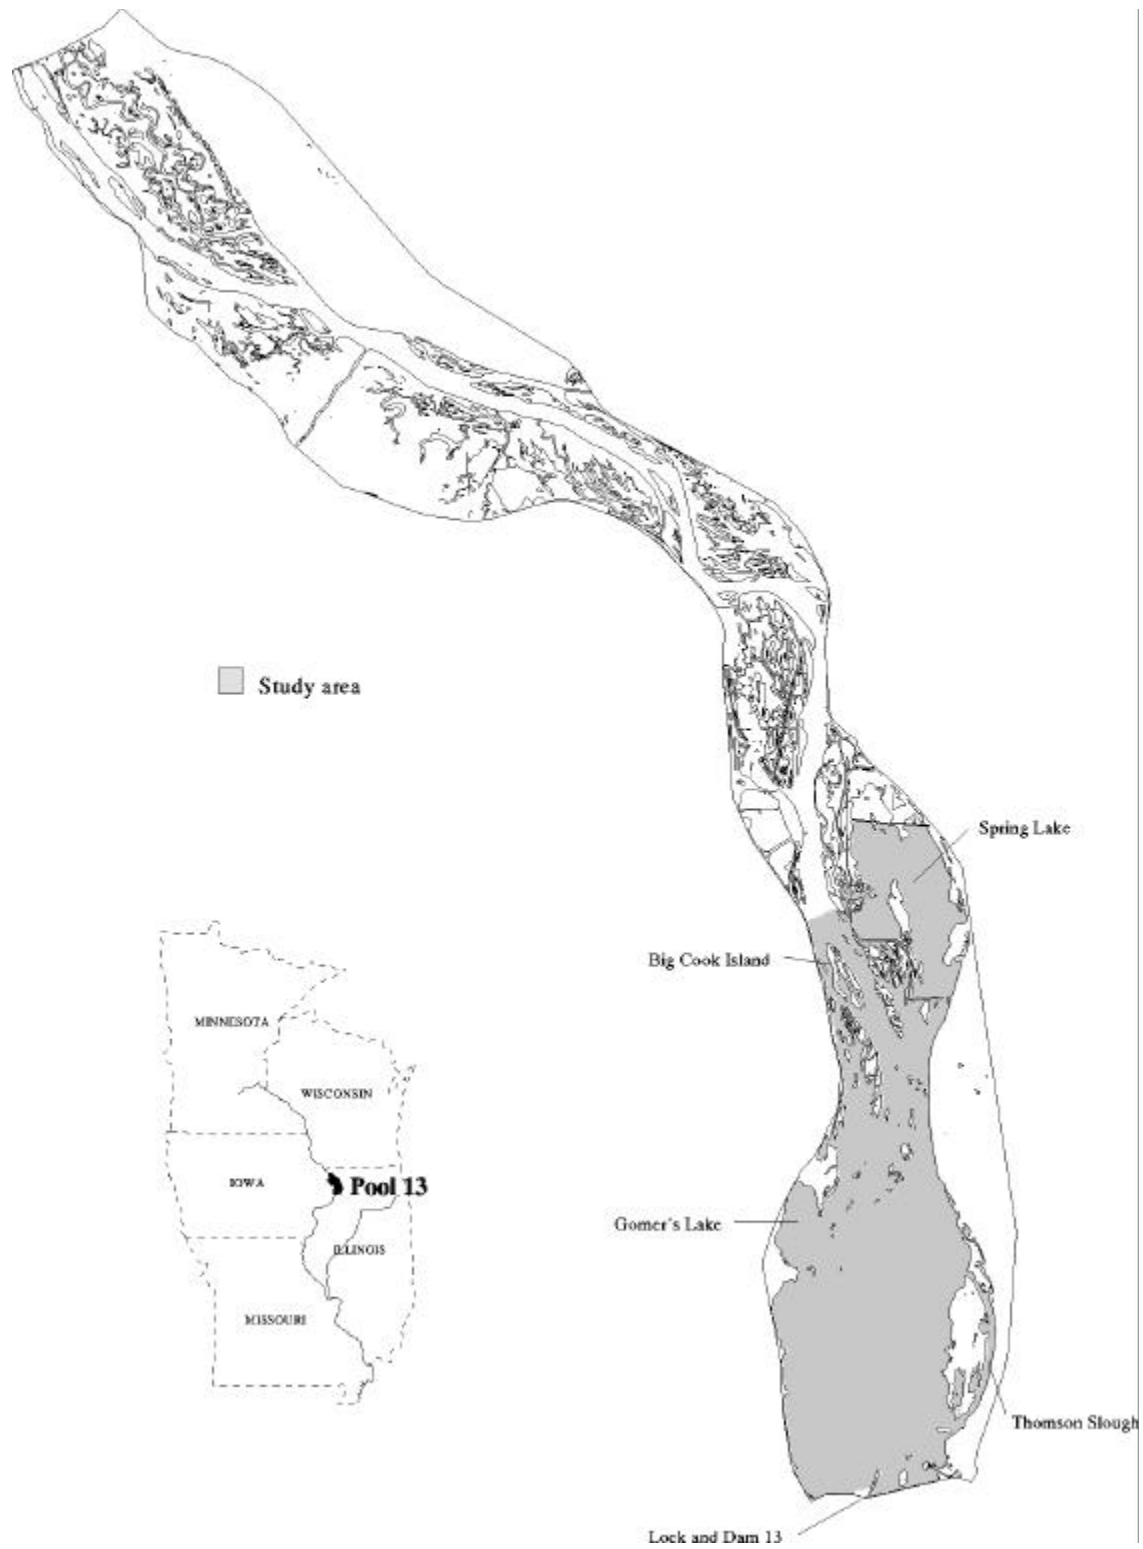 Study area
Spring Lake
Big Cook Island
MINNESOTA
WISCONSIN
IOWA
Pool 13
Gomer's Lake
ILLINOIS
MISSOURI
Thomson Slough
Lock and Dam 13